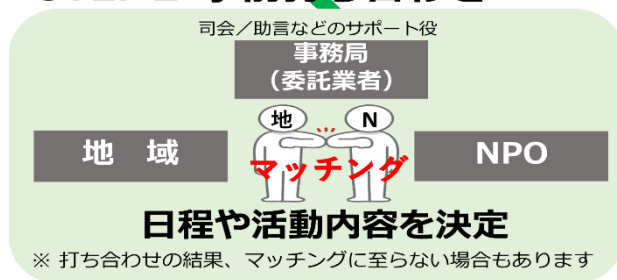 司会/助言などのサポート役
事務局
(委託業者)
地 N
地 域
マッチング
NPO
日程や活動内容を決定
※ 打ち合わせの結果、マッチングに至らない場合もあります